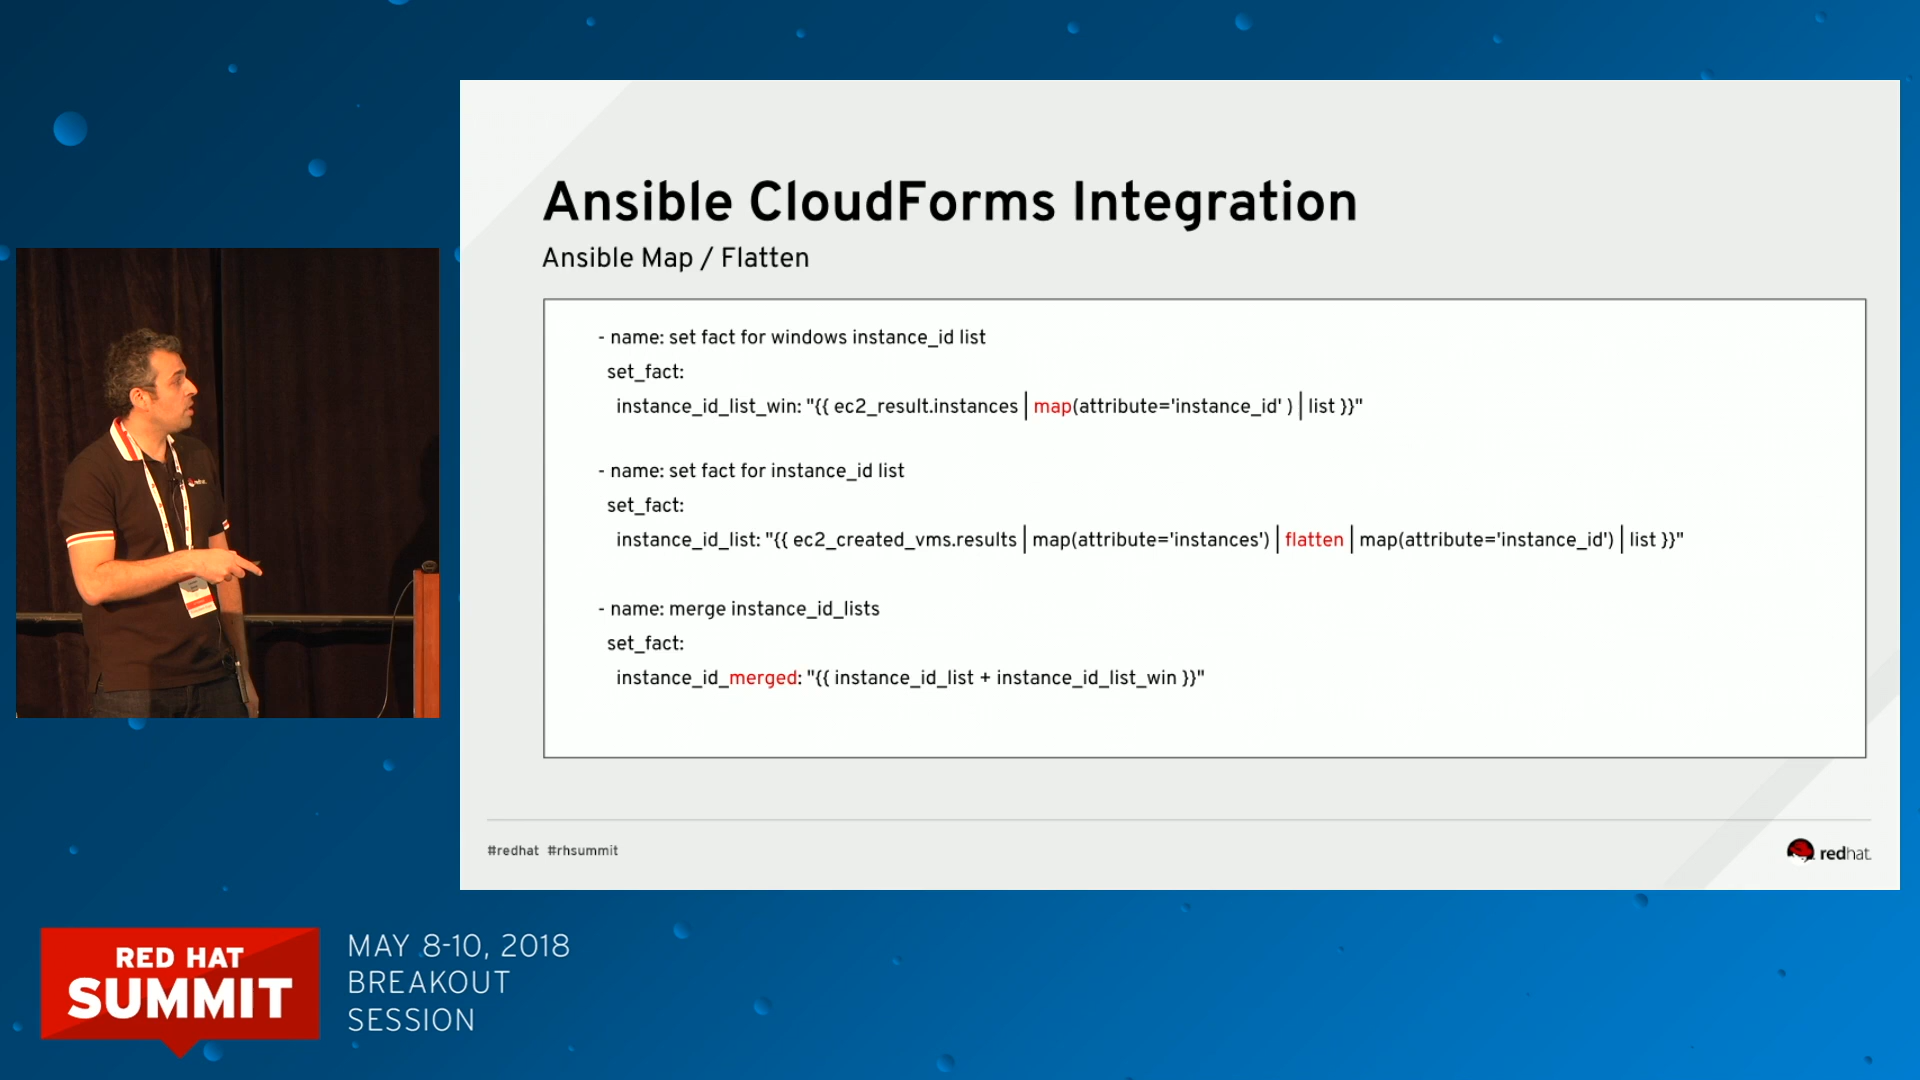 Ansible CloudForms Integration
Ansible Map / Flatten
- name: set fact for windows instance_id list
set_fact:
instance_id_list_win: "{{ ec2_result.instances | map(attribute='instance_id' ) | list }}"
- name: set fact for instance_id list
set_fact:
instance_id_list: "{{ ec2_created_vms.results | map(attribute='instances') | flatten | map(attribute='instance_id') | list }}"
- name: merge instance_id_lists
set_fact:
instance_id_merged: "{{ instance_id_list + instance_id_list_win }}"
#redhat #rhsummit
redhat.
RED HAT
SUMMIT
MAY 8-10, 2018
BREAKOUT
SESSION